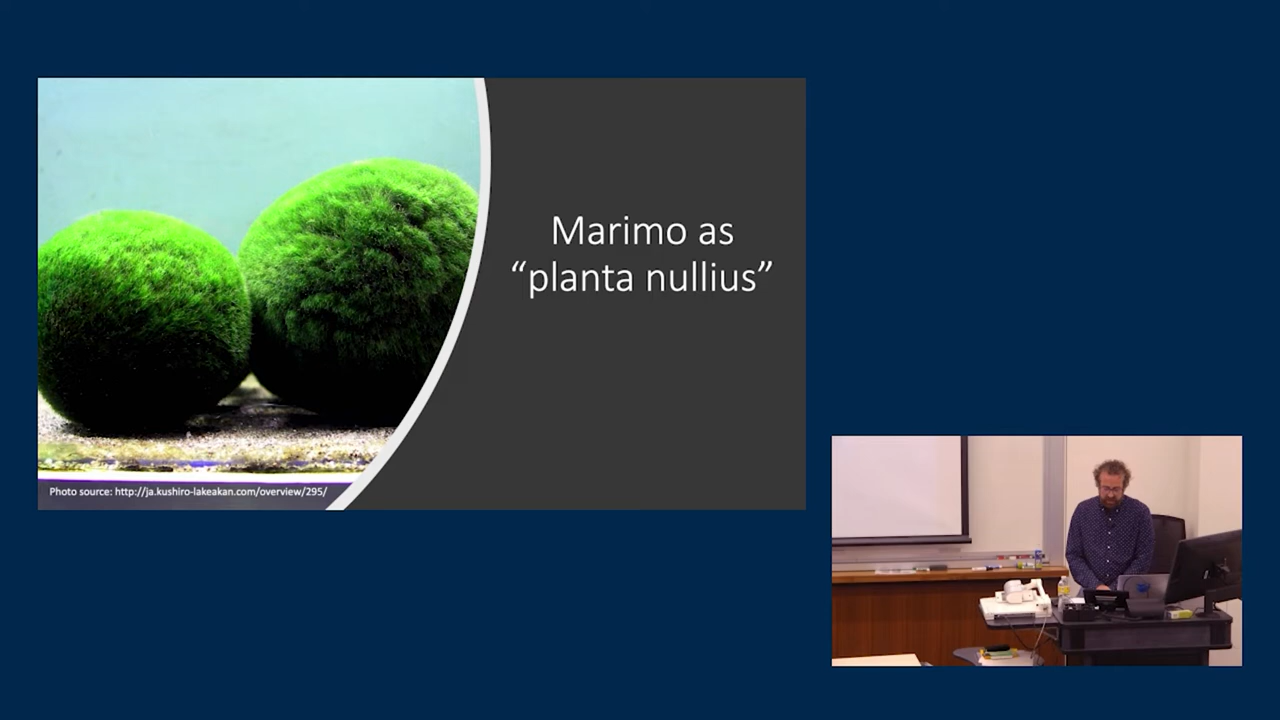 Marimo as
“planta nullius”
Photo source: http://ja.kushiro-lakeakan.com/overview/295/